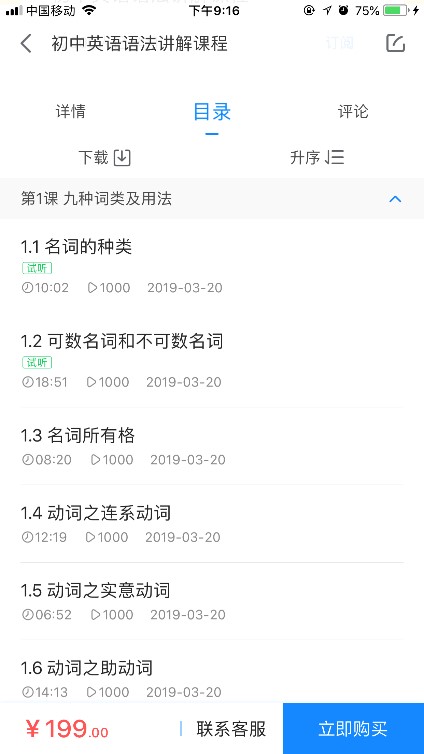 中国移动 下午9:16 75%
初中英语语法讲解课程 订阅
详情 目录 评论
下载 升序
第1课 九种词类及用法
1.1 名词的种类
试听
10:02 1000 2019-03-20
1.2 可数名词和不可数名词
试听
18:51 1000 2019-03-20
1.3 名词所有格
08:20 1000 2019-03-20
1.4 动词之连系动词
12:19 1000 2019-03-20
1.5 动词之实意动词
06:52 1000 2019-03-20
1.6 动词之助动词
14:13 1000 2019-03-20
¥199.00 联系客服 立即购买